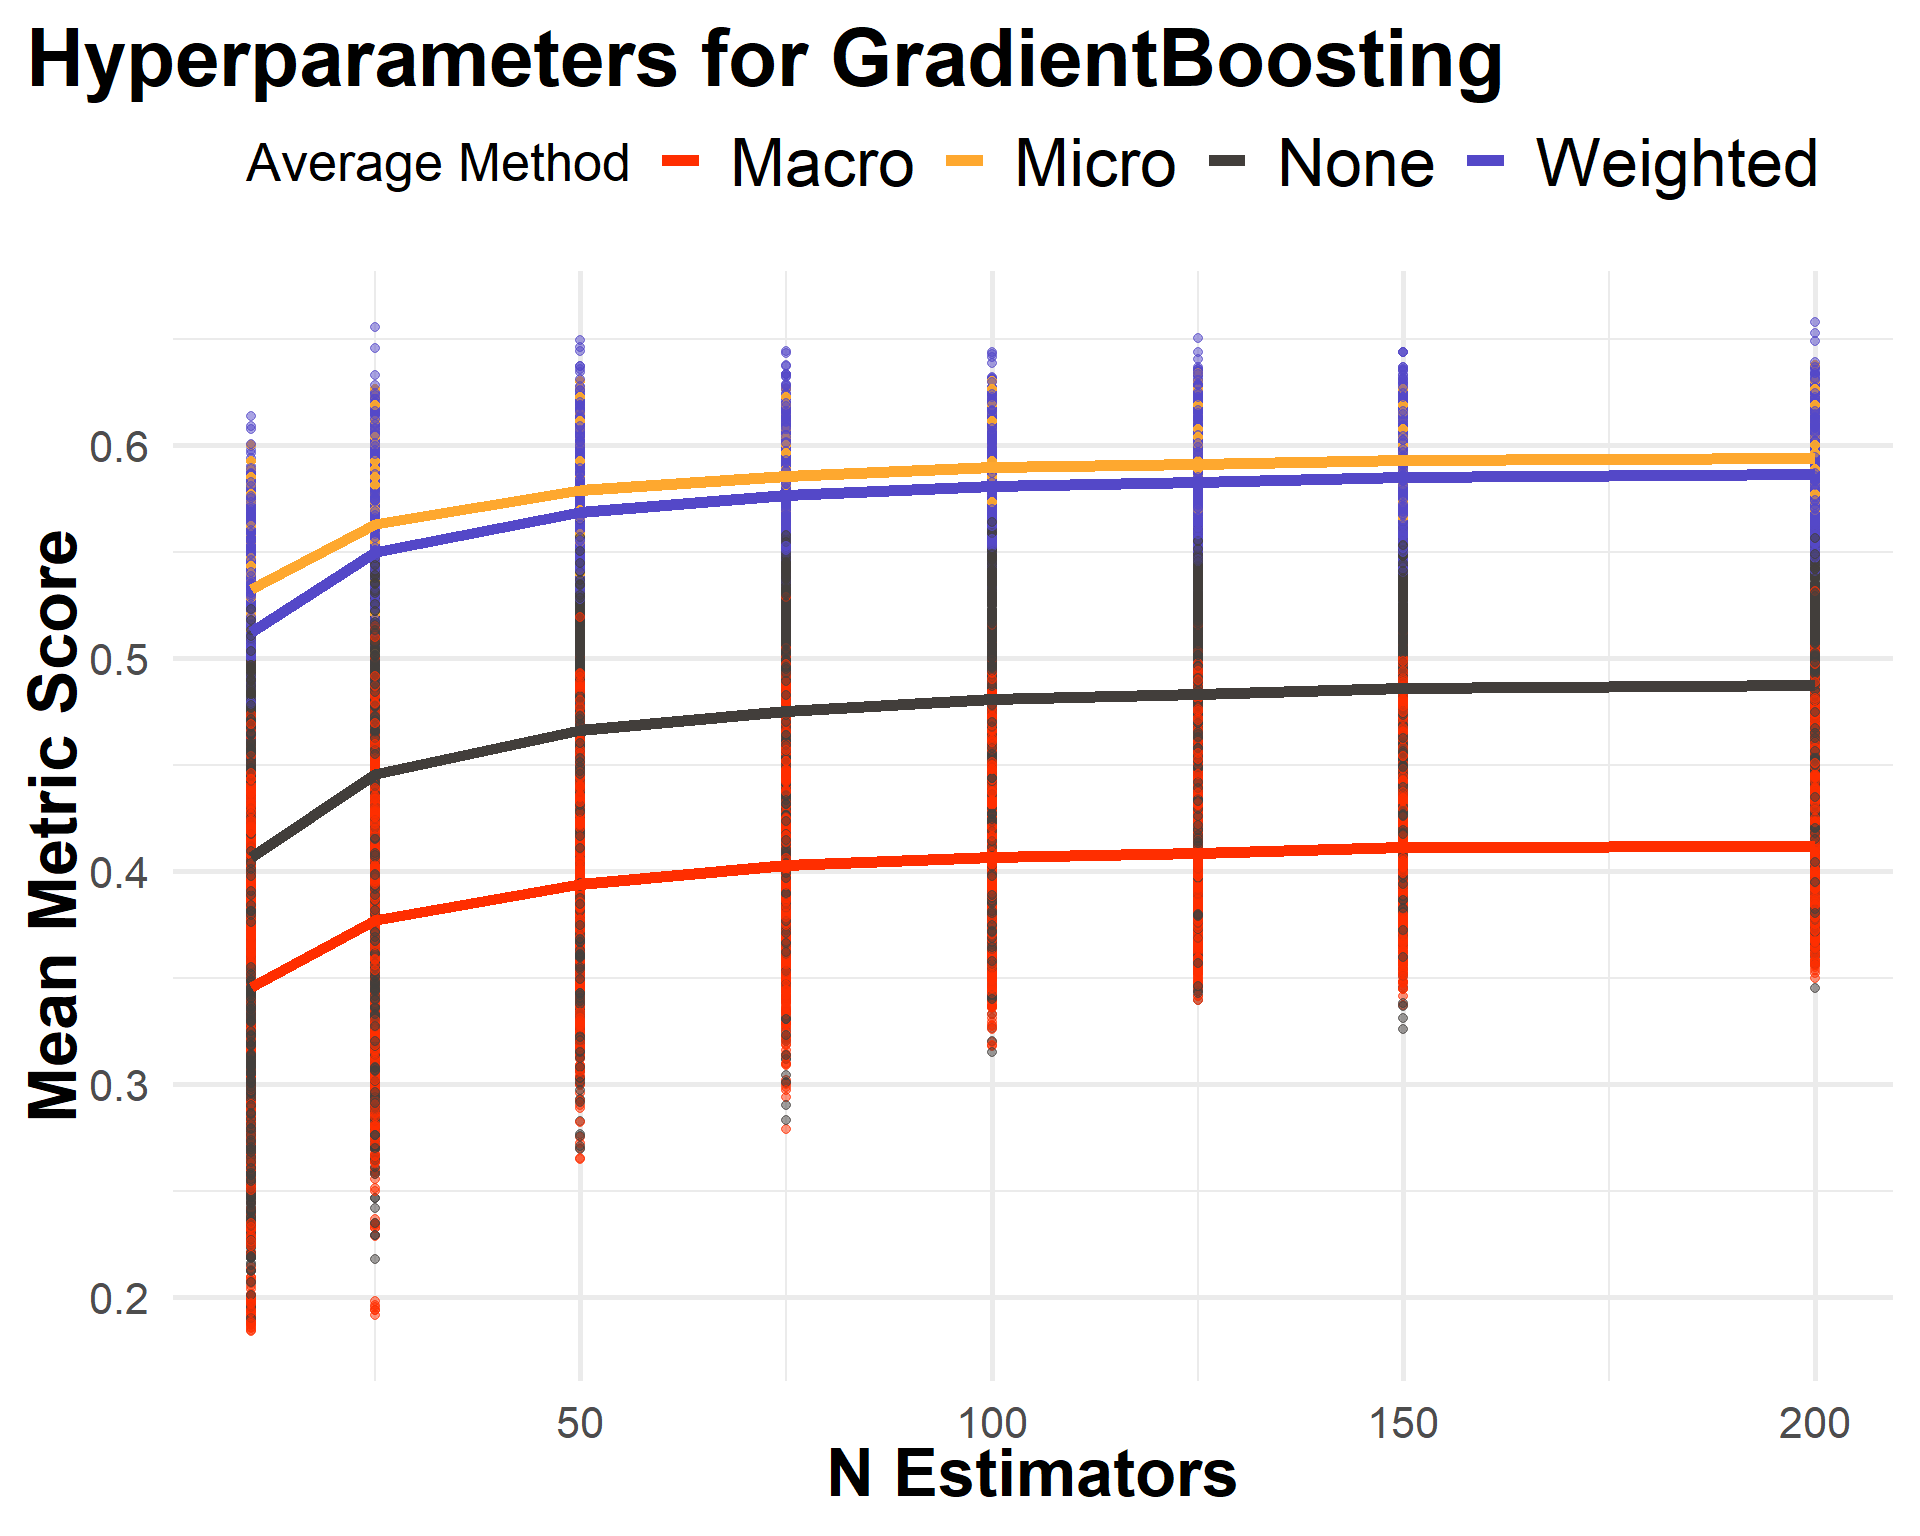 Hyperparameters for GradientBoosting
Average Method Macro Micro None Weighted
Mean Metric Score
0.6
0.5
0.4
0.3
0.2
50 100 150 200
N Estimators